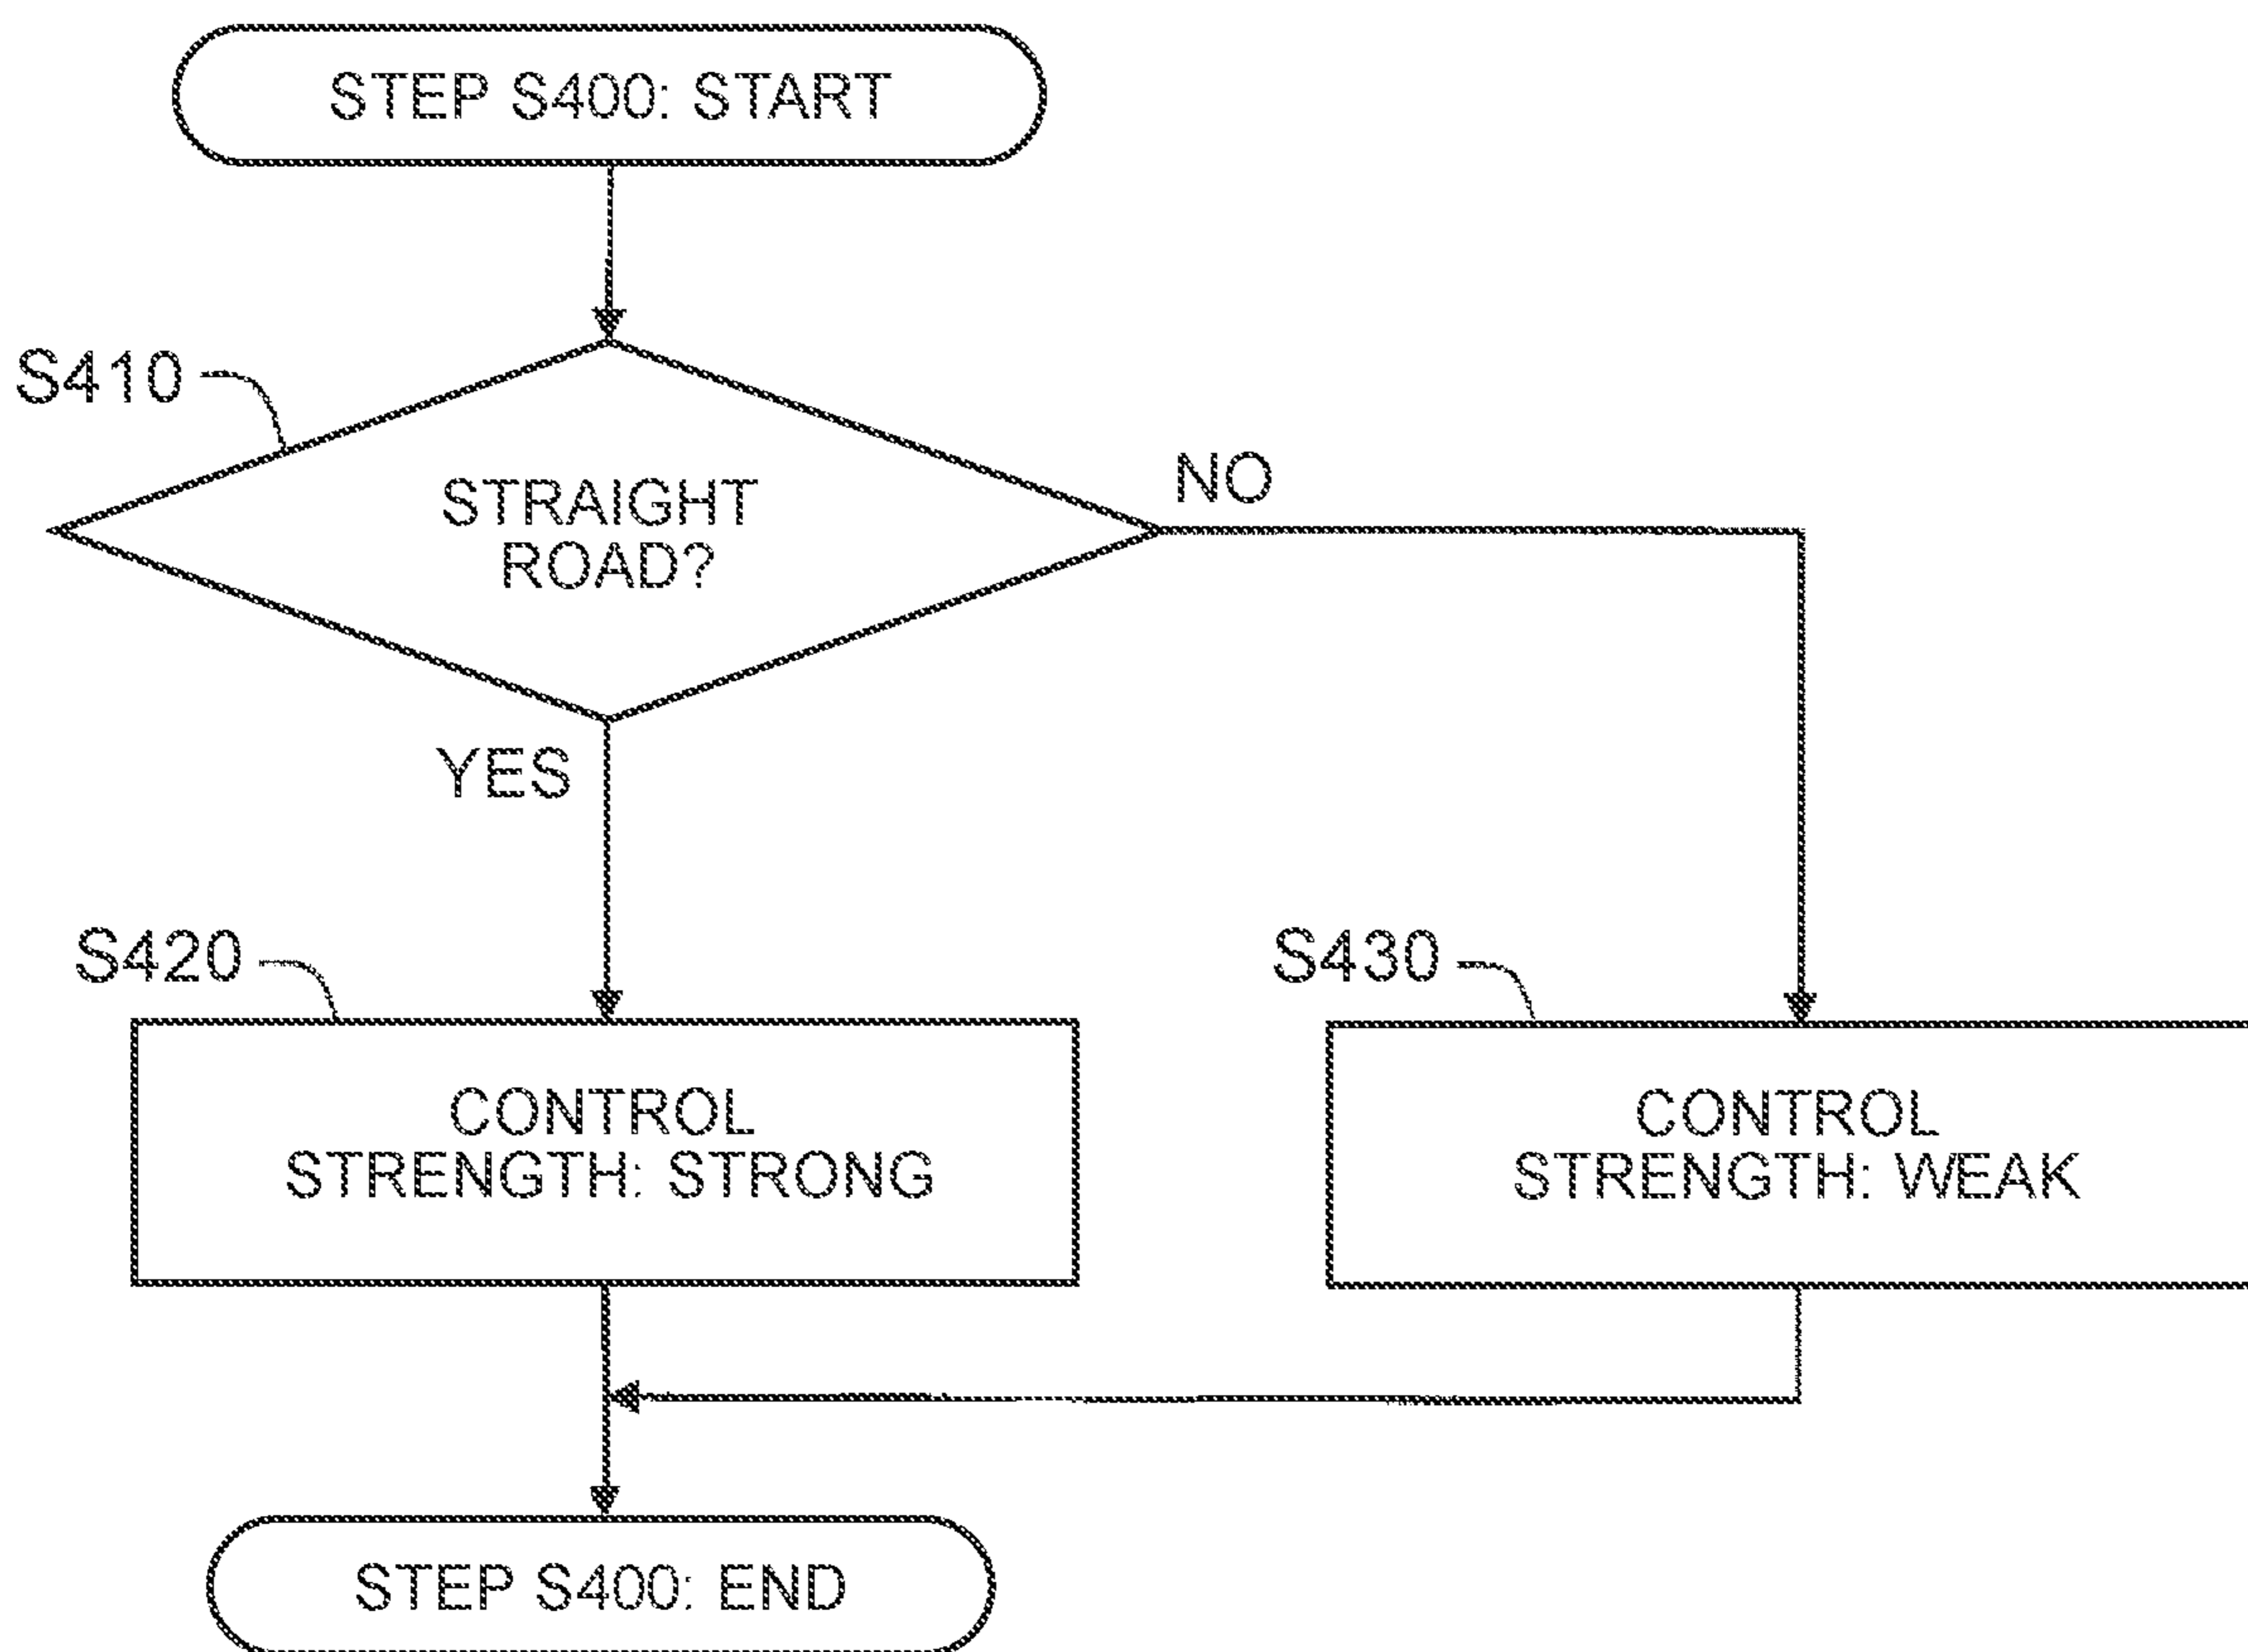 STEP S400: START
S410
STRAIGHT
ROAD?
NO
YES
S420
CONTROL
STRENGTH: STRONG
S430
CONTROL
STRENGTH: WEAK
STEP S400: END